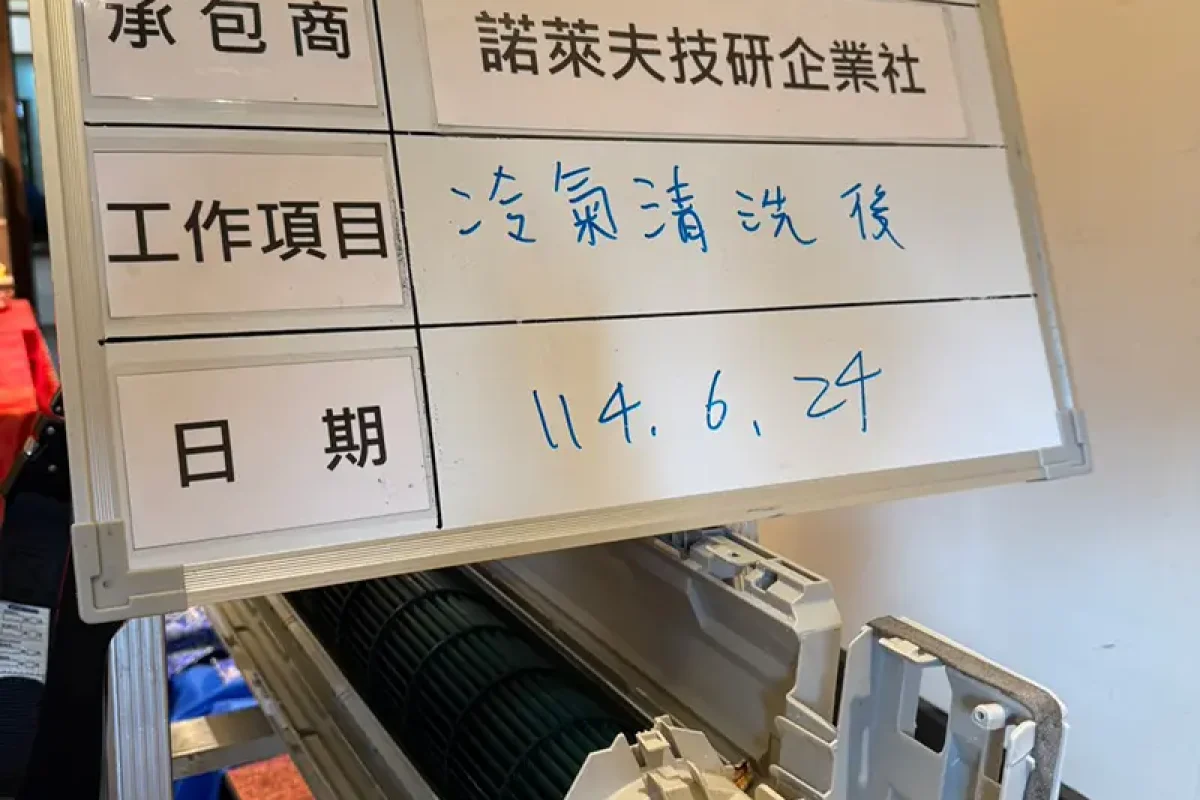 承包商 諾萊夫技研企業社
工作項目 冷氣清洗後
日期 114.6.24